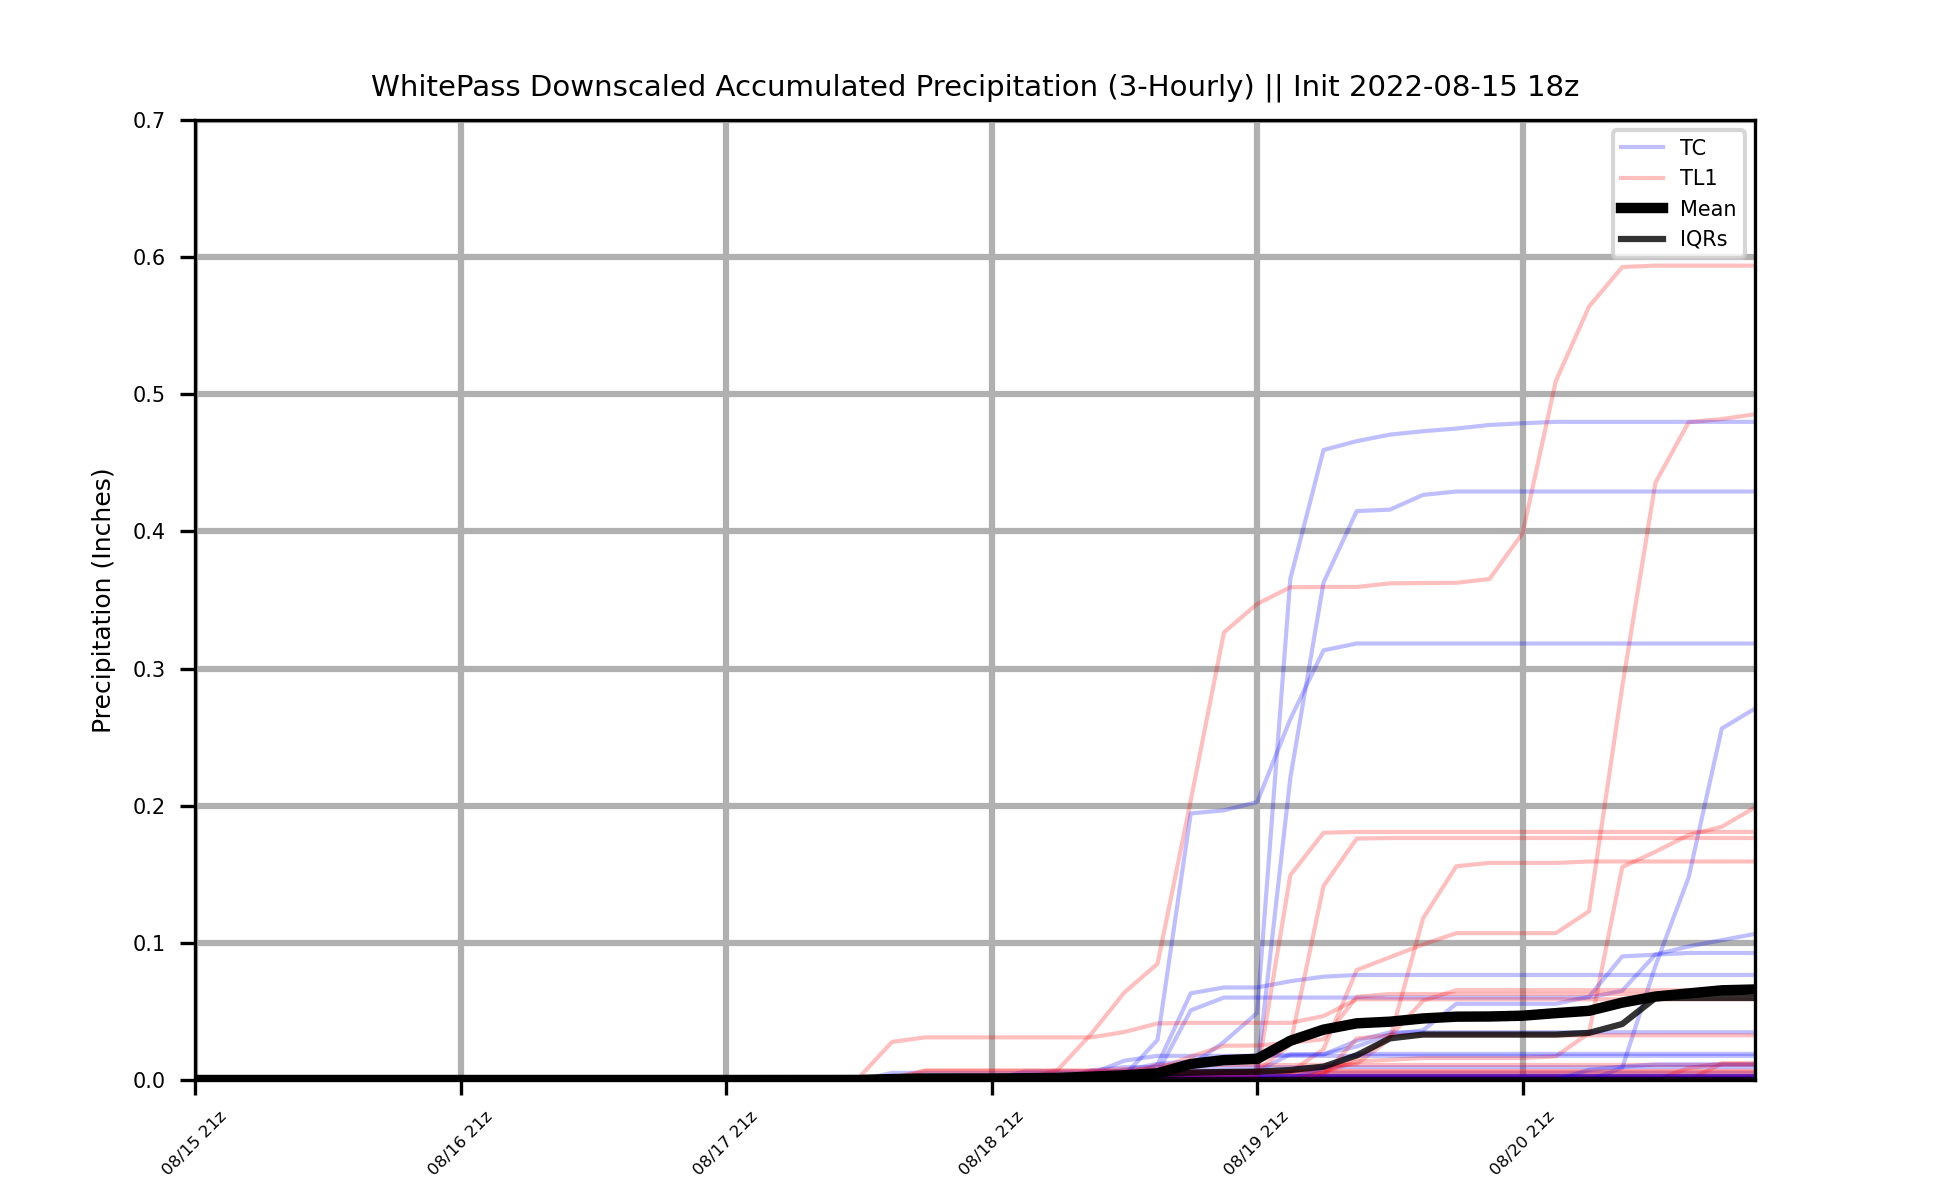 WhitePass Downscaled Accumulated Precipitation (3-Hourly) || Init 2022-08-15 18z
Precipitation (Inches)
0.7
0.6
0.5
0.4
0.3
0.2
0.1
0.0
TC
TL1
Mean
IQRs
08/15 21z
08/16 21z
08/17 21z
08/18 21z
08/19 21z
08/20 21z